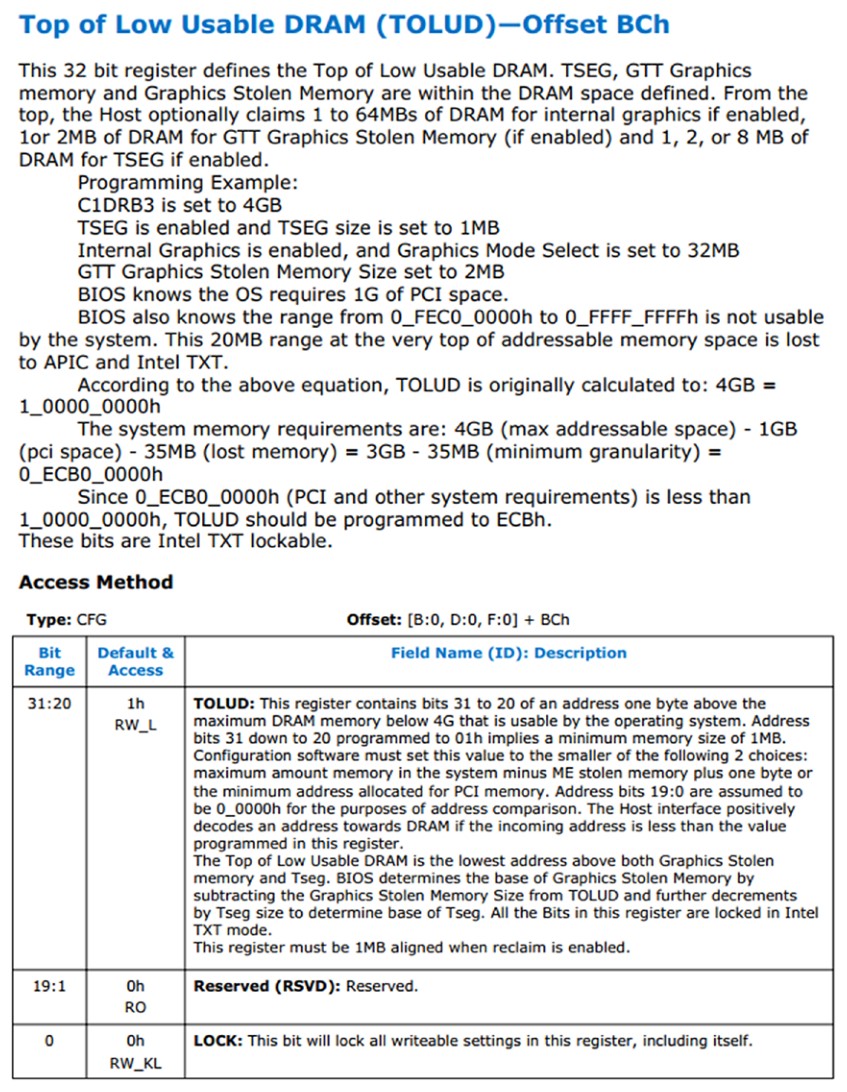 Top of Low Usable DRAM (TOLUD)—Offset BCh
This 32 bit register defines the Top of Low Usable DRAM. TSEG, GTT Graphics
memory and Graphics Stolen Memory are within the DRAM space defined. From the
top, the Host optionally claims 1 to 64MBs of DRAM for internal graphics if enabled,
1or 2MB of DRAM for GTT Graphics Stolen Memory (if enabled) and 1, 2, or 8 MB of
DRAM for TSEG if enabled.
Programming Example:
C1DRB3 is set to 4GB
TSEG is enabled and TSEG size is set to 1MB
Internal Graphics is enabled, and Graphics Mode Select is set to 32MB
GTT Graphics Stolen Memory Size set to 2MB
BIOS knows the OS requires 1G of PCI space.
BIOS also knows the range from 0_FEC0_0000h to 0_FFFF_FFFFh is not usable
by the system. This 20MB range at the very top of addressable memory space is lost
to APIC and Intel TXT.
According to the above equation, TOLUD is originally calculated to: 4GB =
1_0000_0000h
The system memory requirements are: 4GB (max addressable space) - 1GB
(pci space) - 35MB (lost memory) = 3GB - 35MB (minimum granularity) =
0_ECB0_0000h
Since 0_ECB0_0000h (PCI and other system requirements) is less than
1_0000_0000h, TOLUD should be programmed to ECBh.
These bits are Intel TXT lockable.
Access Method
Type: CFG Offset: [B:0, D:0, F:0] + BCh
Bit Range Default & Access Field Name (ID): Description
31:20 1h RW_L
TOLUD: This register contains bits 31 to 20 of an address one byte above the
maximum DRAM memory below 4G that is usable by the operating system. Address
bits 31 down to 20 programmed to 01h implies a minimum memory size of 1MB.
Configuration software must set this value to the smaller of the following 2 choices:
maximum amount memory in the system minus ME stolen memory plus one byte or
the minimum address allocated for PCI memory. Address bits 19:0 are assumed to
be 0_0000h for the purposes of address comparison. The Host interface positively
decodes an address towards DRAM if the incoming address is less than the value
programmed in this register.
The Top of Low Usable DRAM is the lowest address above both Graphics Stolen
memory and Tseg. BIOS determines the base of Graphics Stolen Memory by
subtracting the Graphics Stolen Memory Size from TOLUD and further decrements
by Tseg size to determine base of Tseg. All the Bits in this register are locked in Intel
TXT mode.
This register must be 1MB aligned when reclaim is enabled.
19:1 0h RO
Reserved (RSVD): Reserved.
0 0h RW_KL
LOCK: This bit will lock all writeable settings in this register, including itself.